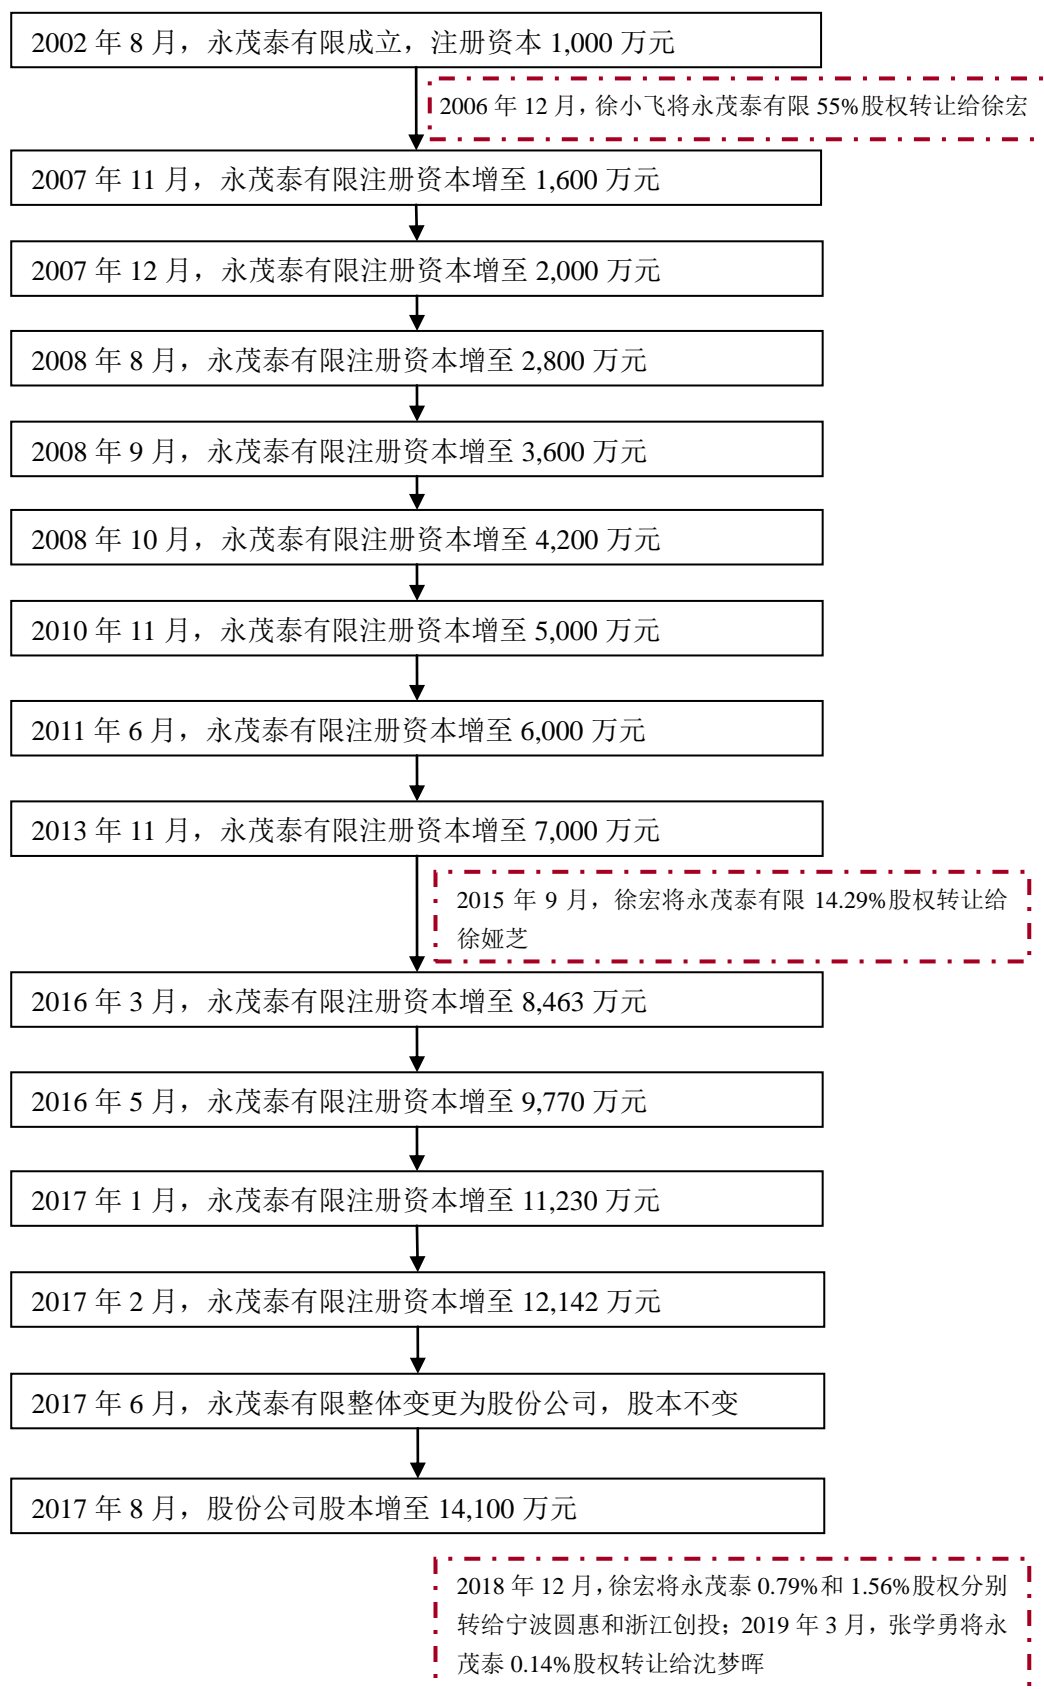 2002 年 8 月，永茂泰有限成立，注册资本 1,000 万元
2006 年 12 月，徐小飞将永茂泰有限 55%股权转让给徐宏
2007 年 11 月，永茂泰有限注册资本增至 1,600 万元
2007 年 12 月，永茂泰有限注册资本增至 2,000 万元
2008 年 8 月，永茂泰有限注册资本增至 2,800 万元
2008 年 9 月，永茂泰有限注册资本增至 3,600 万元
2008 年 10 月，永茂泰有限注册资本增至 4,200 万元
2010 年 11 月，永茂泰有限注册资本增至 5,000 万元
2011 年 6 月，永茂泰有限注册资本增至 6,000 万元
2013 年 11 月，永茂泰有限注册资本增至 7,000 万元
2015 年 9 月，徐宏将永茂泰有限 14.29%股权转让给
徐娅芝
2016 年 3 月，永茂泰有限注册资本增至 8,463 万元
2016 年 5 月，永茂泰有限注册资本增至 9,770 万元
2017 年 1 月，永茂泰有限注册资本增至 11,230 万元
2017 年 2 月，永茂泰有限注册资本增至 12,142 万元
2017 年 6 月，永茂泰有限整体变更为股份公司，股本不变
2017 年 8 月，股份公司股本增至 14,100 万元
2018 年 12 月，徐宏将永茂泰 0.79%和 1.56%股权分别
转给宁波圆惠和浙江创投；2019 年 3 月，张学勇将永
茂泰 0.14%股权转让给沈梦晖